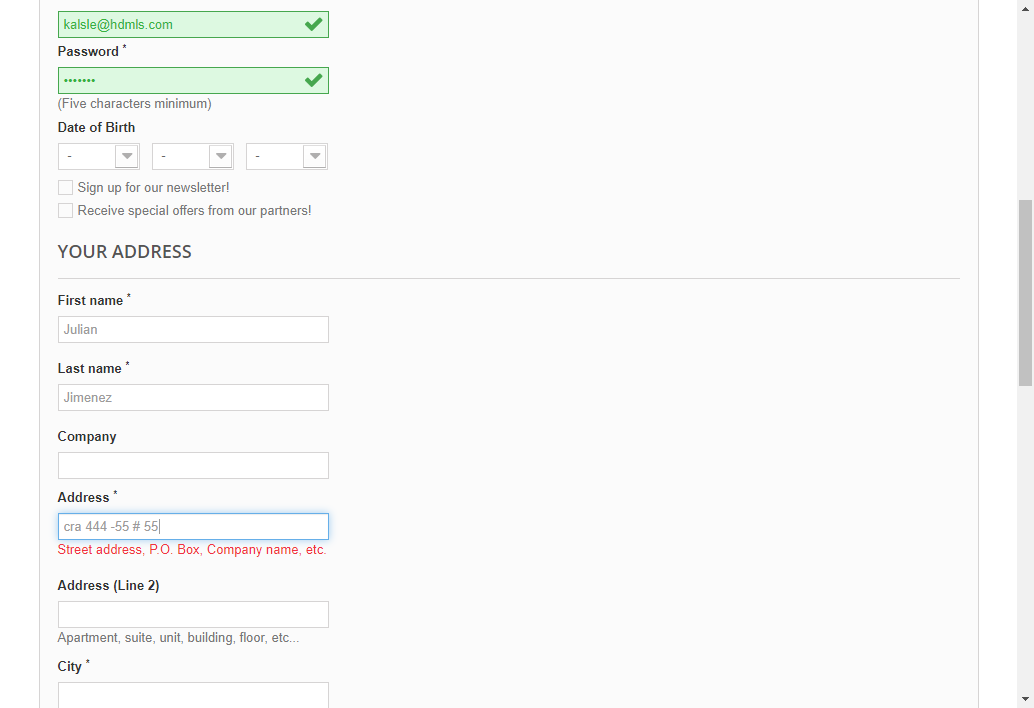 kalsle@hdmls.com
Password *
•••••••
(Five characters minimum)
Date of Birth
- - -
Sign up for our newsletter!
Receive special offers from our partners!
YOUR ADDRESS
First name *
Julian
Last name *
Jimenez
Company
Address *
cra 444 -55 # 55
Street address, P.O. Box, Company name, etc.
Address (Line 2)
Apartment, suite, unit, building, floor, etc...
City *